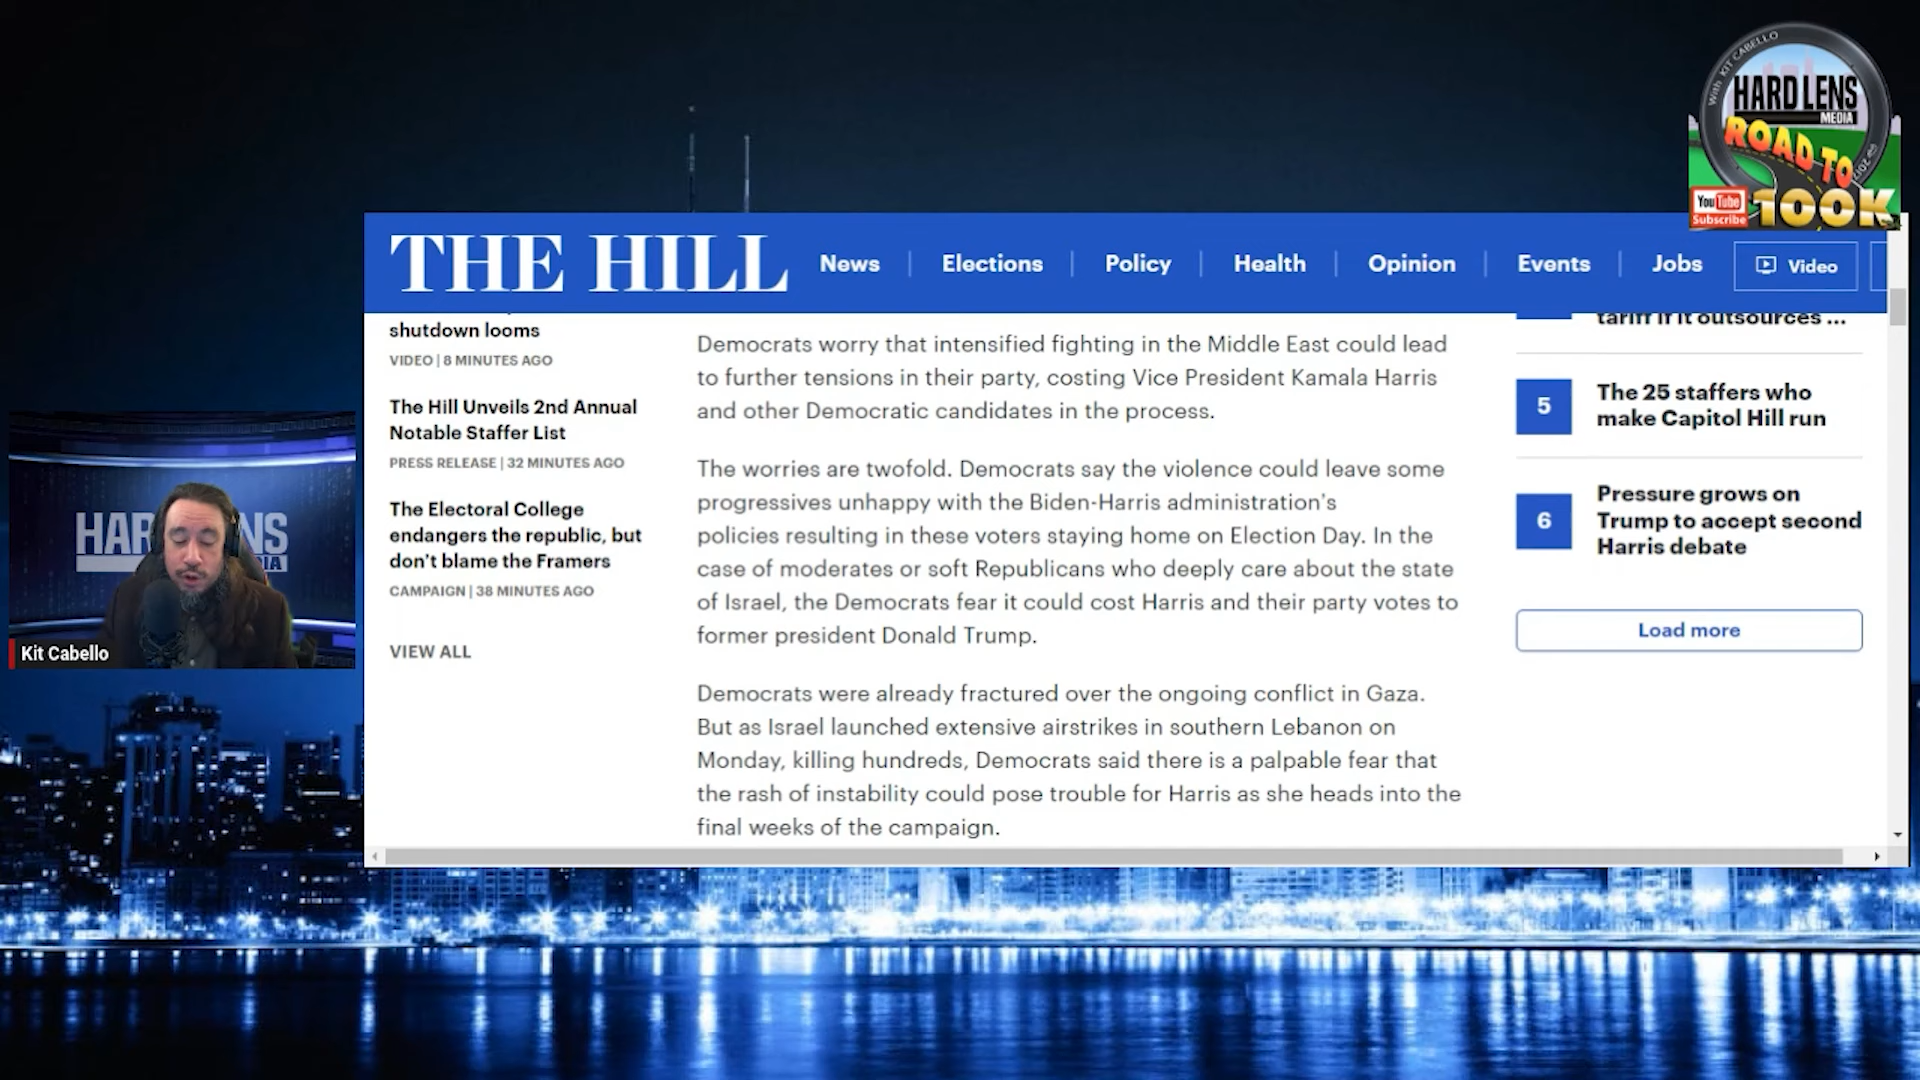 With KIT CABELLO
HARD LENS
MEDIA
ROAD TO
100K
YouTube
Subscribe
THE HILL
News
Elections
Policy
Health
Opinion
Events
Jobs
Video
shutdown looms
VIDEO | 8 MINUTES AGO
The Hill Unveils 2nd Annual
Notable Staffer List
PRESS RELEASE | 32 MINUTES AGO
The Electoral College
endangers the republic, but
don't blame the Framers
CAMPAIGN | 38 MINUTES AGO
VIEW ALL
Democrats worry that intensified fighting in the Middle East could lead
to further tensions in their party, costing Vice President Kamala Harris
and other Democratic candidates in the process.
The worries are twofold. Democrats say the violence could leave some
progressives unhappy with the Biden-Harris administration's
policies resulting in these voters staying home on Election Day. In the
case of moderates or soft Republicans who deeply care about the state
of Israel, the Democrats fear it could cost Harris and their party votes to
former president Donald Trump.
Democrats were already fractured over the ongoing conflict in Gaza.
But as Israel launched extensive airstrikes in southern Lebanon on
Monday, killing hundreds, Democrats said there is a palpable fear that
the rash of instability could pose trouble for Harris as she heads into the
final weeks of the campaign.
tariff if it outsources ...
5
The 25 staffers who
make Capitol Hill run
6
Pressure grows on
Trump to accept second
Harris debate
Load more
HARD LENS
MEDIA
Kit Cabello